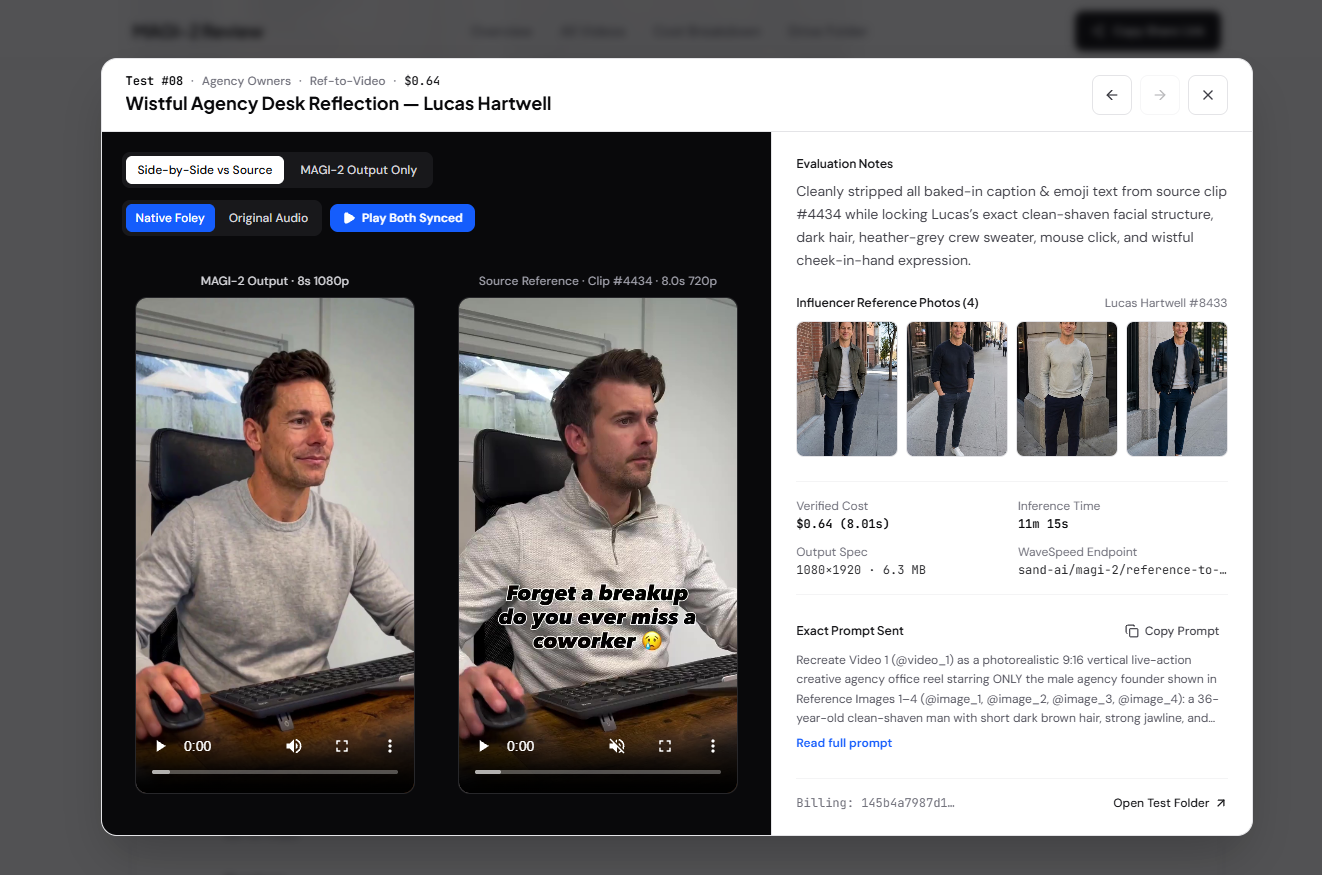 MAGI-2 Review
Test #08 · Agency Owners · Ref-to-Video · $0.64
Wistful Agency Desk Reflection — Lucas Hartwell
Side-by-Side vs Source
MAGI-2 Output Only
Native Foley
Original Audio
Play Both Synced
MAGI-2 Output · 8s 1080p
0:00
Source Reference · Clip #4434 · 8.0s 720p
Forget a breakup
do you ever miss a
coworker 😢
0:00
Evaluation Notes
Cleanly stripped all baked-in caption & emoji text from source clip
#4434 while locking Lucas's exact clean-shaven facial structure,
dark hair, heather-grey crew sweater, mouse click, and wistful
cheek-in-hand expression.
Influencer Reference Photos (4)
Lucas Hartwell #8433
Verified Cost
$0.64 (8.01s)
Inference Time
11m 15s
Output Spec
1080×1920 · 6.3 MB
WaveSpeed Endpoint
sand-ai/magi-2/reference-to-…
Exact Prompt Sent
Copy Prompt
Recreate Video 1 (@video_1) as a photorealistic 9:16 vertical live-action
creative agency office reel starring ONLY the male agency founder shown in
Reference Images 1–4 (@image_1, @image_2, @image_3, @image_4): a 36-
year-old clean-shaven man with short dark brown hair, strong jawline, and…
Read full prompt
Billing: 145b4a7987d1…
Open Test Folder